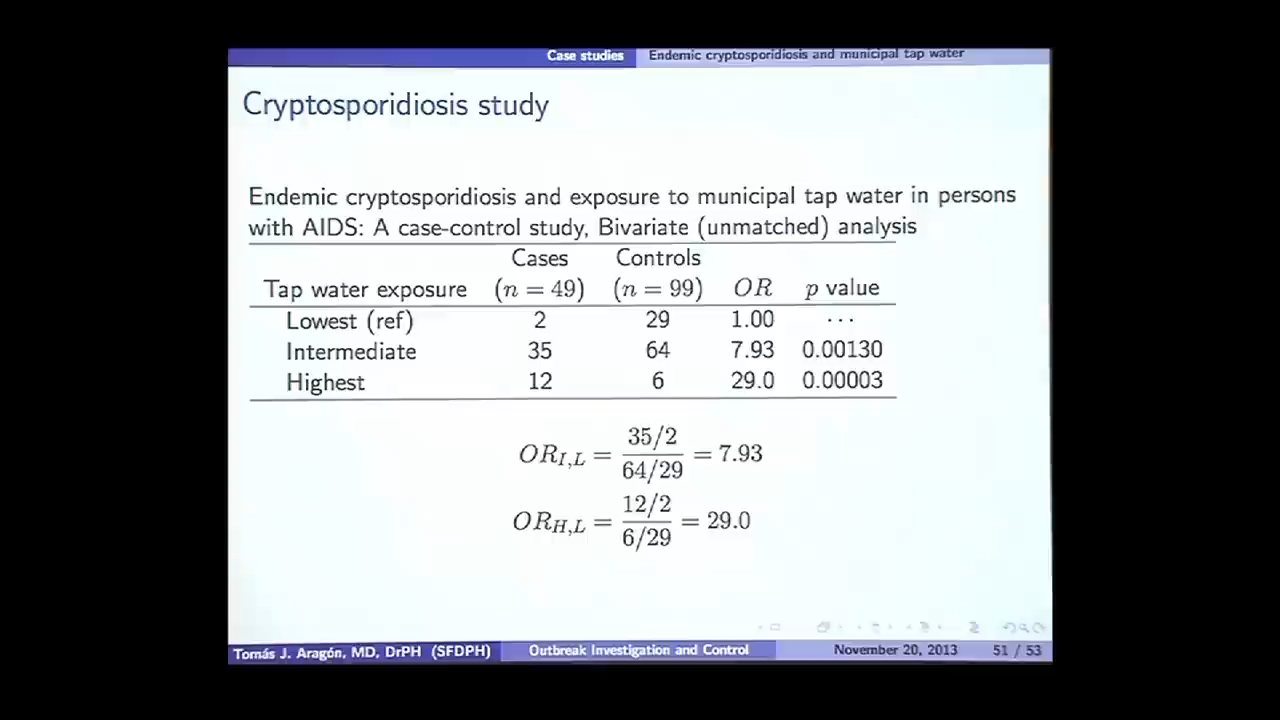 Case studies Endemic cryptosporidiosis and municipal tap water
Cryptosporidiosis study
Endemic cryptosporidiosis and exposure to municipal tap water in persons
with AIDS: A case-control study, Bivariate (unmatched) analysis
Cases Controls
Tap water exposure (n = 49) (n = 99) OR p value
Lowest (ref) 2 29 1.00 ···
Intermediate 35 64 7.93 0.00130
Highest 12 6 29.0 0.00003
OR_{I,L} = \frac{35/2}{64/29} = 7.93
OR_{H,L} = \frac{12/2}{6/29} = 29.0
Tomás J. Aragón, MD, DrPH (SFDPH) Outbreak Investigation and Control November 20, 2013 51 / 53